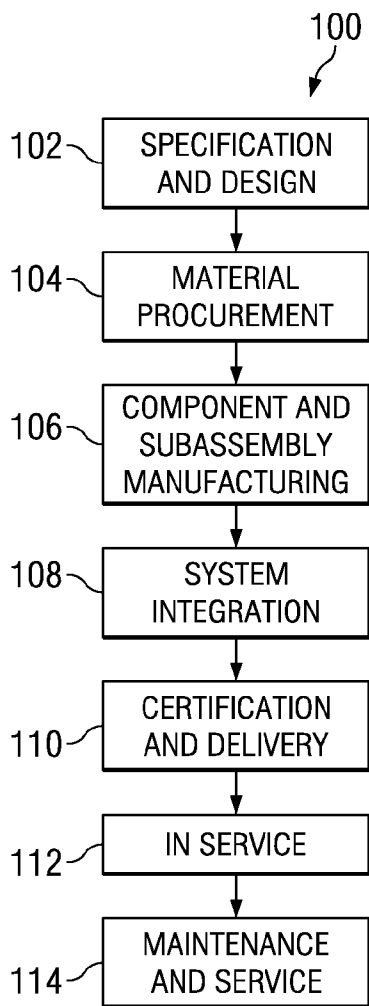 100
102
SPECIFICATION
AND DESIGN
104
MATERIAL
PROCUREMENT
106
COMPONENT AND
SUBASSEMBLY
MANUFACTURING
108
SYSTEM
INTEGRATION
110
CERTIFICATION
AND DELIVERY
112
IN SERVICE
114
MAINTENANCE
AND SERVICE